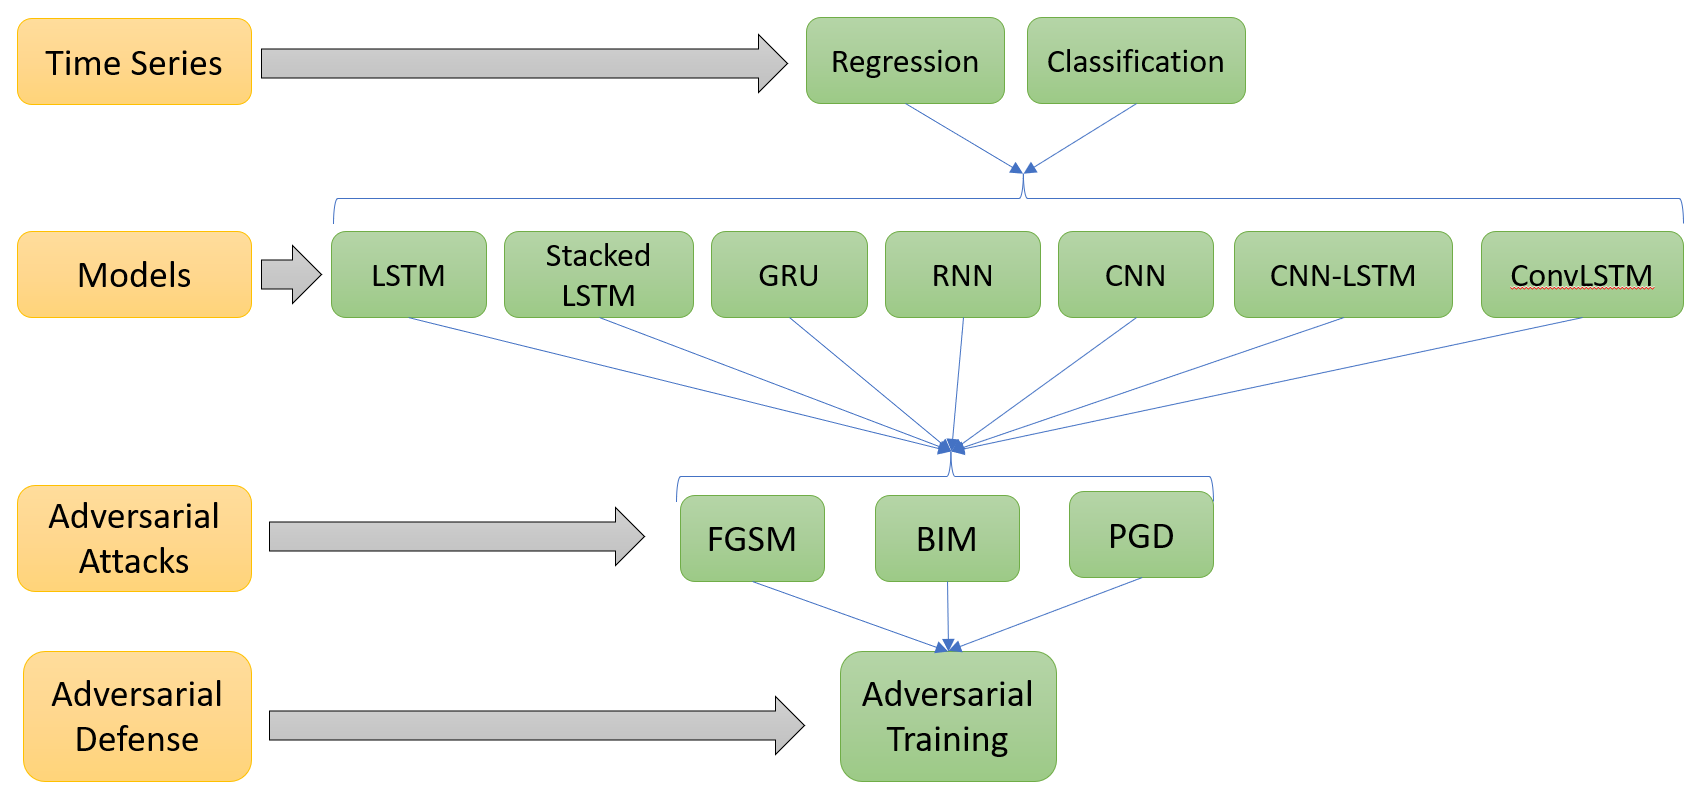 Time Series
Regression
Classification
Models
LSTM
Stacked
LSTM
GRU
RNN
CNN
CNN-LSTM
ConvLSTM
Adversarial
Attacks
FGSM
BIM
PGD
Adversarial
Defense
Adversarial
Training